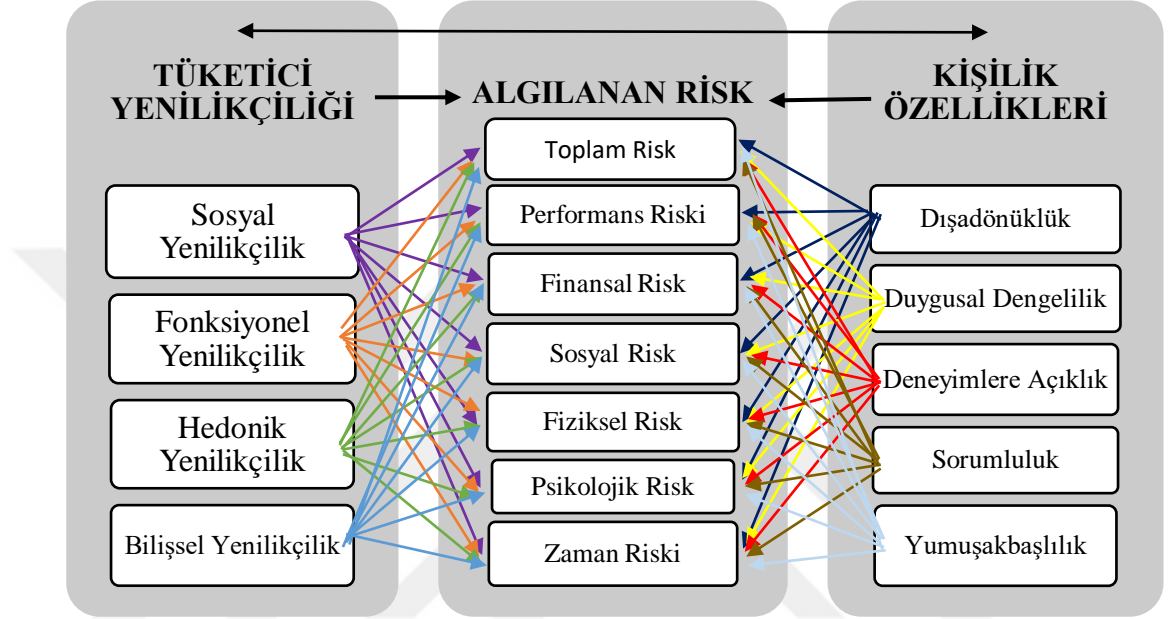 TÜKETİCİ
YENİLİKÇİLİĞİ
Sosyal
Yenilikçilik
Fonksiyonel
Yenilikçilik
Hedonik
Yenilikçilik
Bilişsel Yenilikçilik
ALGILANAN RİSK
Toplam Risk
Performans Riski
Finansal Risk
Sosyal Risk
Fiziksel Risk
Psikolojik Risk
Zaman Riski
KİŞİLİK
ÖZELLİKLERİ
Dışadönüklük
Duygusal Dengelilik
Deneyimlere Açıklık
Sorumluluk
Yumuşakbaşlılık